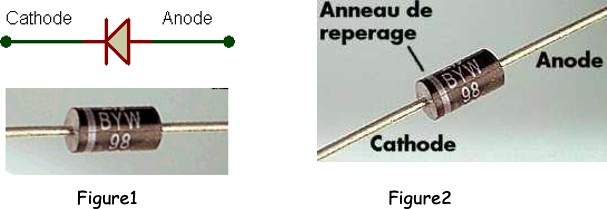 Cathode Anode
BYW
98
Figure1
Anneau de
reperage
Anode
BYW
98
Cathode
Figure2